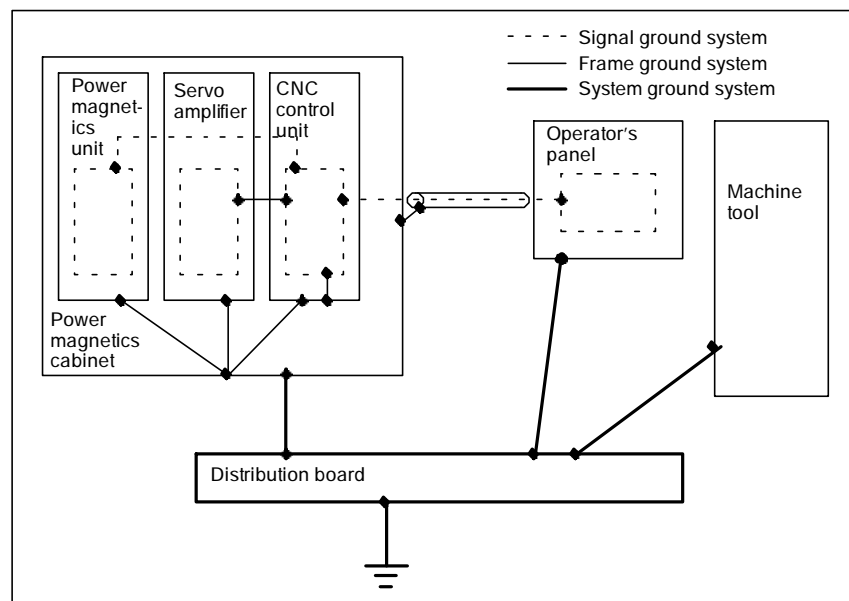 Signal ground system
Frame ground system
System ground system
Power
magnet-
ics
unit
Servo
amplifier
CNC
control
unit
Operator's
panel
Machine
tool
Power
magnetics
cabinet
Distribution board